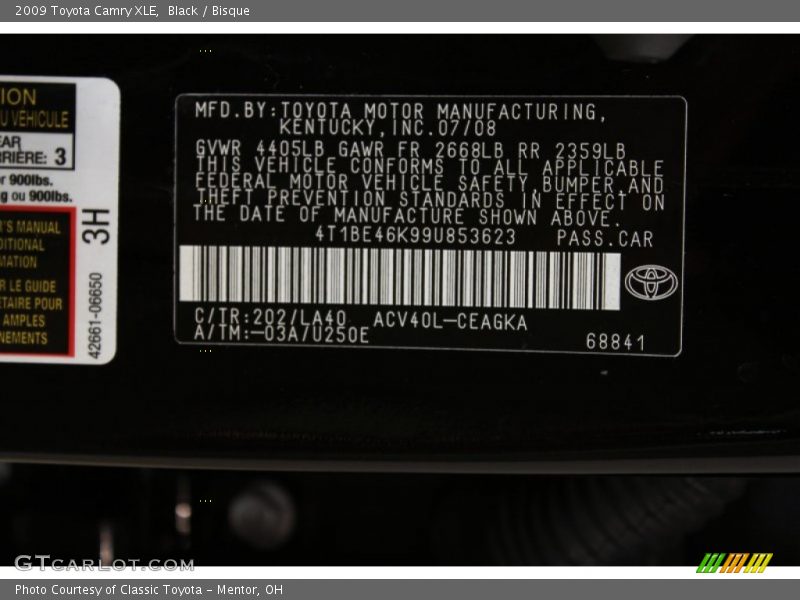 2009 Toyota Camry XLE, Black / Bisque
ION
U VÉHICULE
EAR
RRIÈRE: 3
r 900lbs.
g ou 900lbs.
R'S MANUAL
DITIONAL
MATION
R LE GUIDE
ETAIRE POUR
AMPLES
NEMENTS
3H
42661-06650
MFD.BY:TOYOTA MOTOR MANUFACTURING,
KENTUCKY,INC.07/08
GVWR 4405LB GAWR FR 2668LB RR 2359LB
THIS VEHICLE CONFORMS TO ALL APPLICABLE
FEDERAL MOTOR VEHICLE SAFETY,BUMPER,AND
THEFT PREVENTION STANDARDS IN EFFECT ON
THE DATE OF MANUFACTURE SHOWN ABOVE.
4T1BE46K99U853623 PASS.CAR
C/TR:202/LA40 ACV40L-CEAGKA
A/TM:-03A/U250E
68841
GTCARLOT.COM
Photo Courtesy of Classic Toyota - Mentor, OH